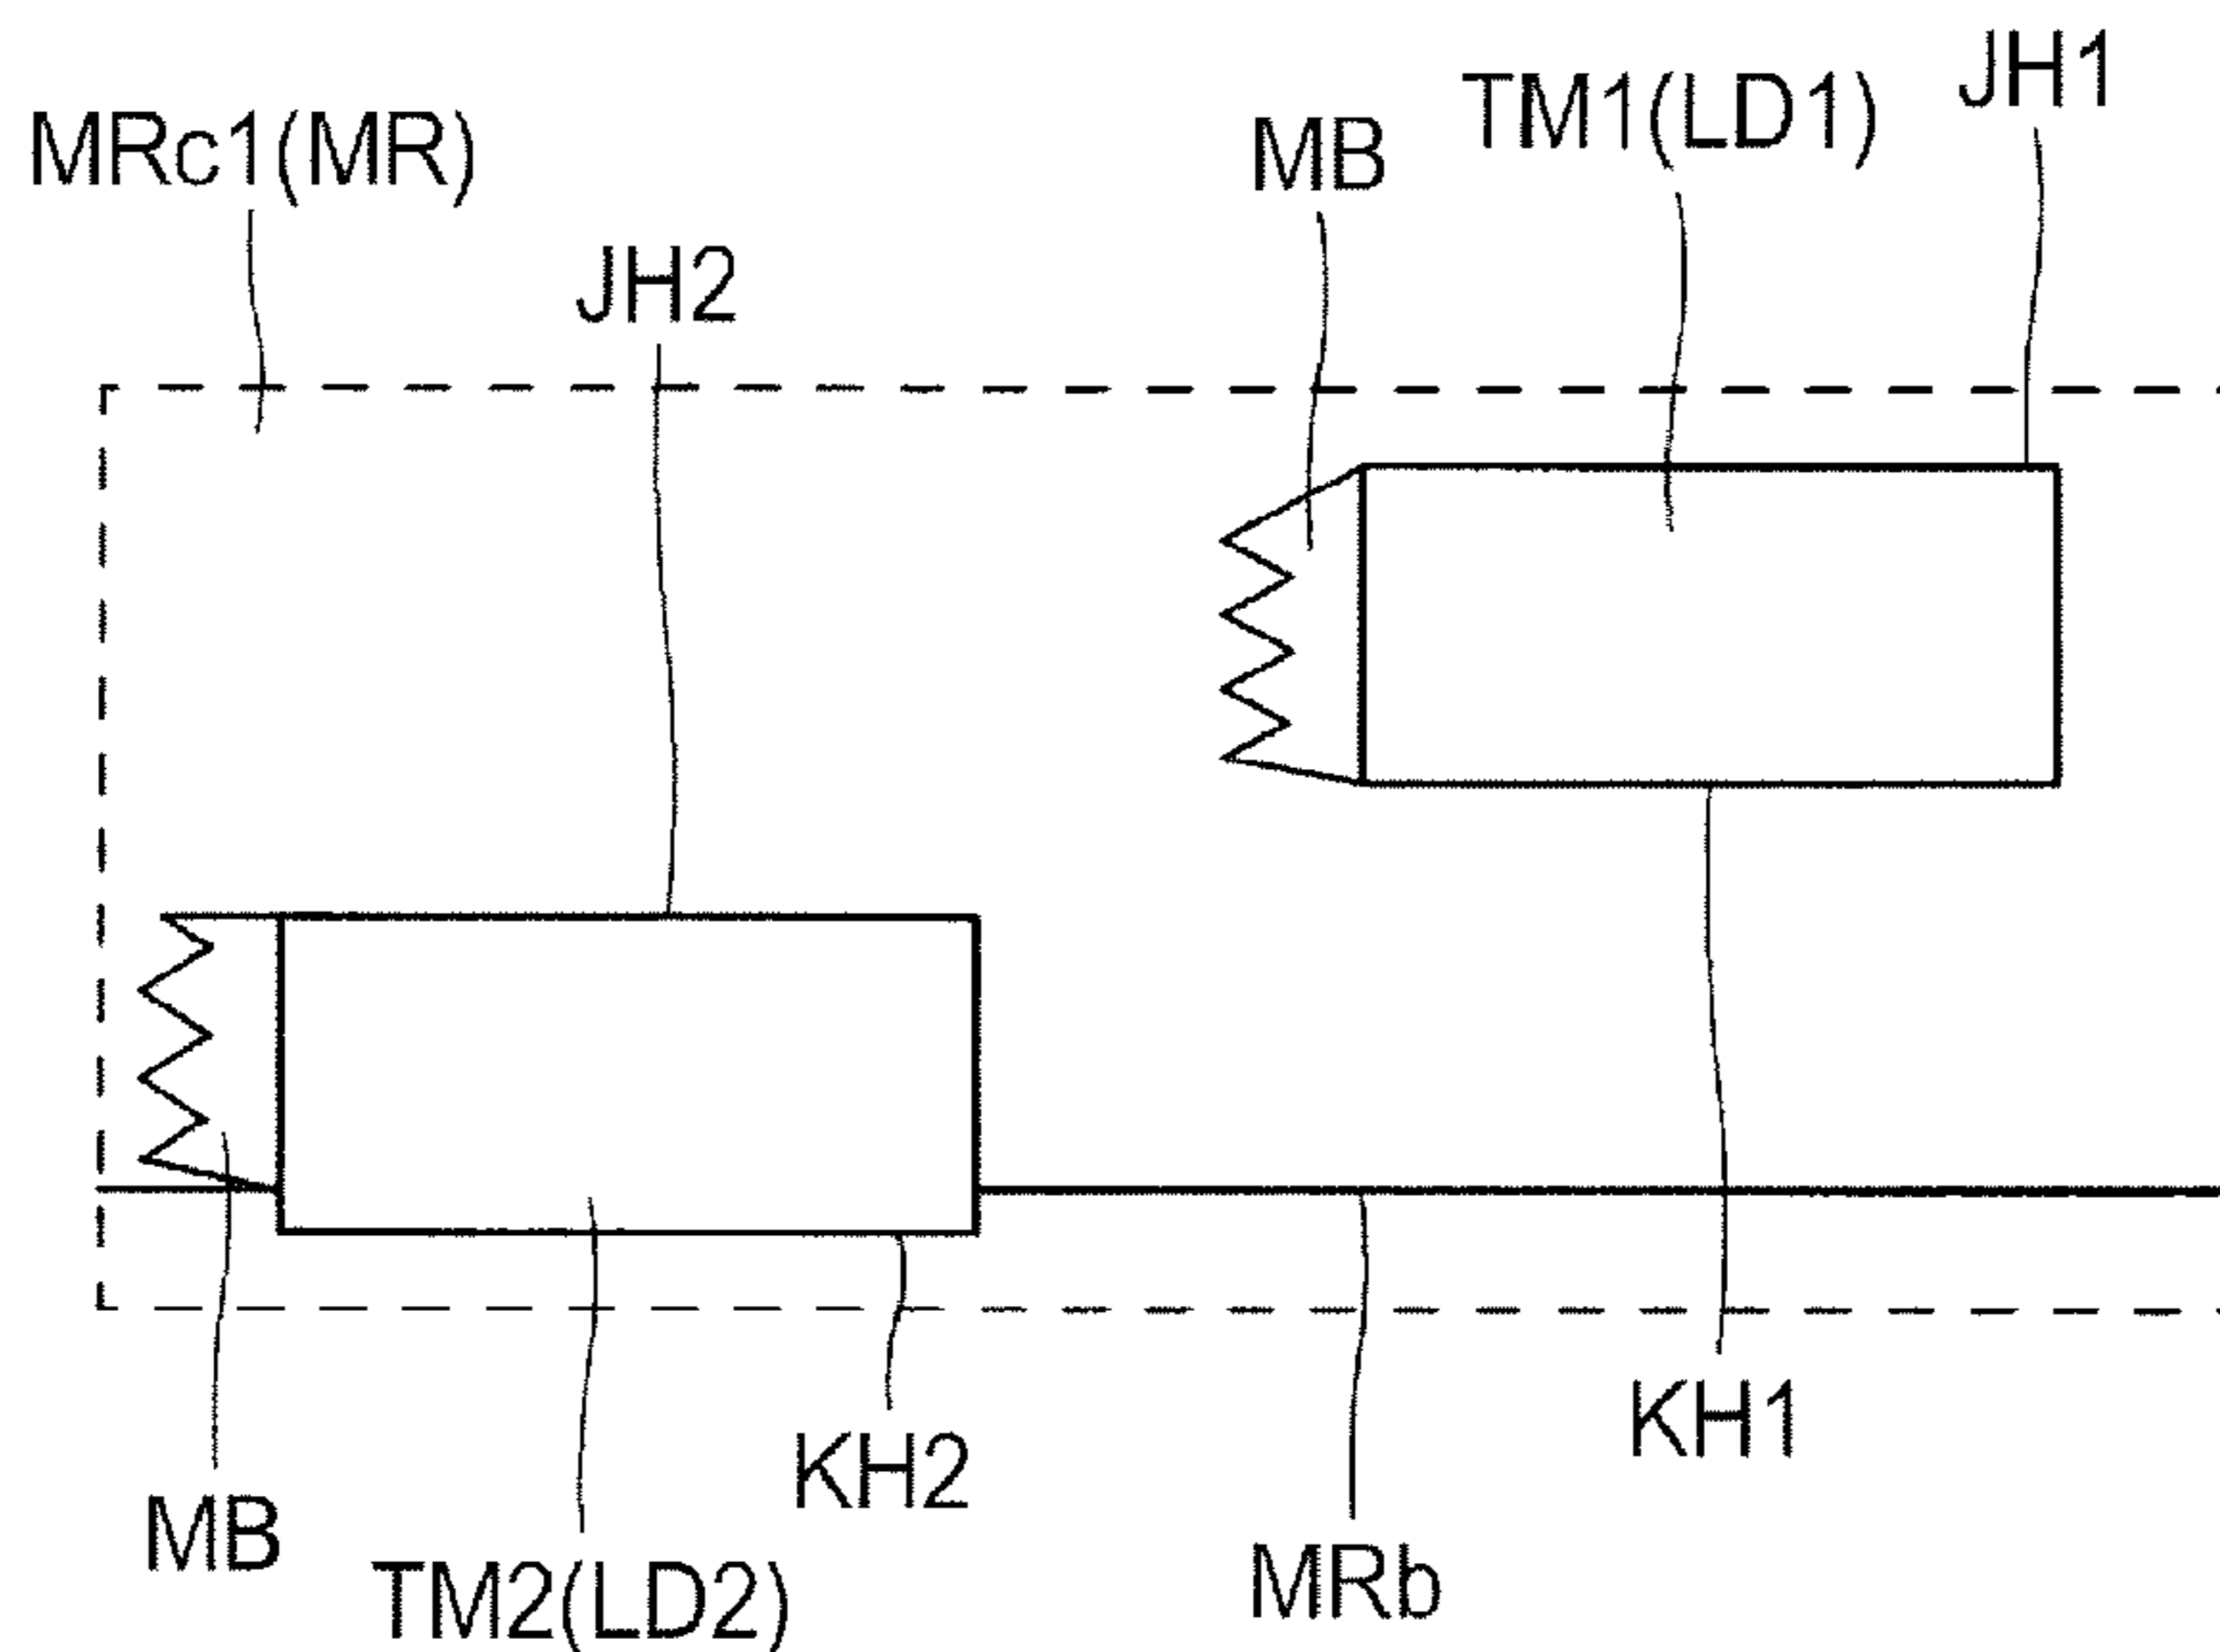 JH1
TM1(LD1)
MRc1(MR)
MB
JH2
KH1
KH2
MB
MRb
TM2(LD2)